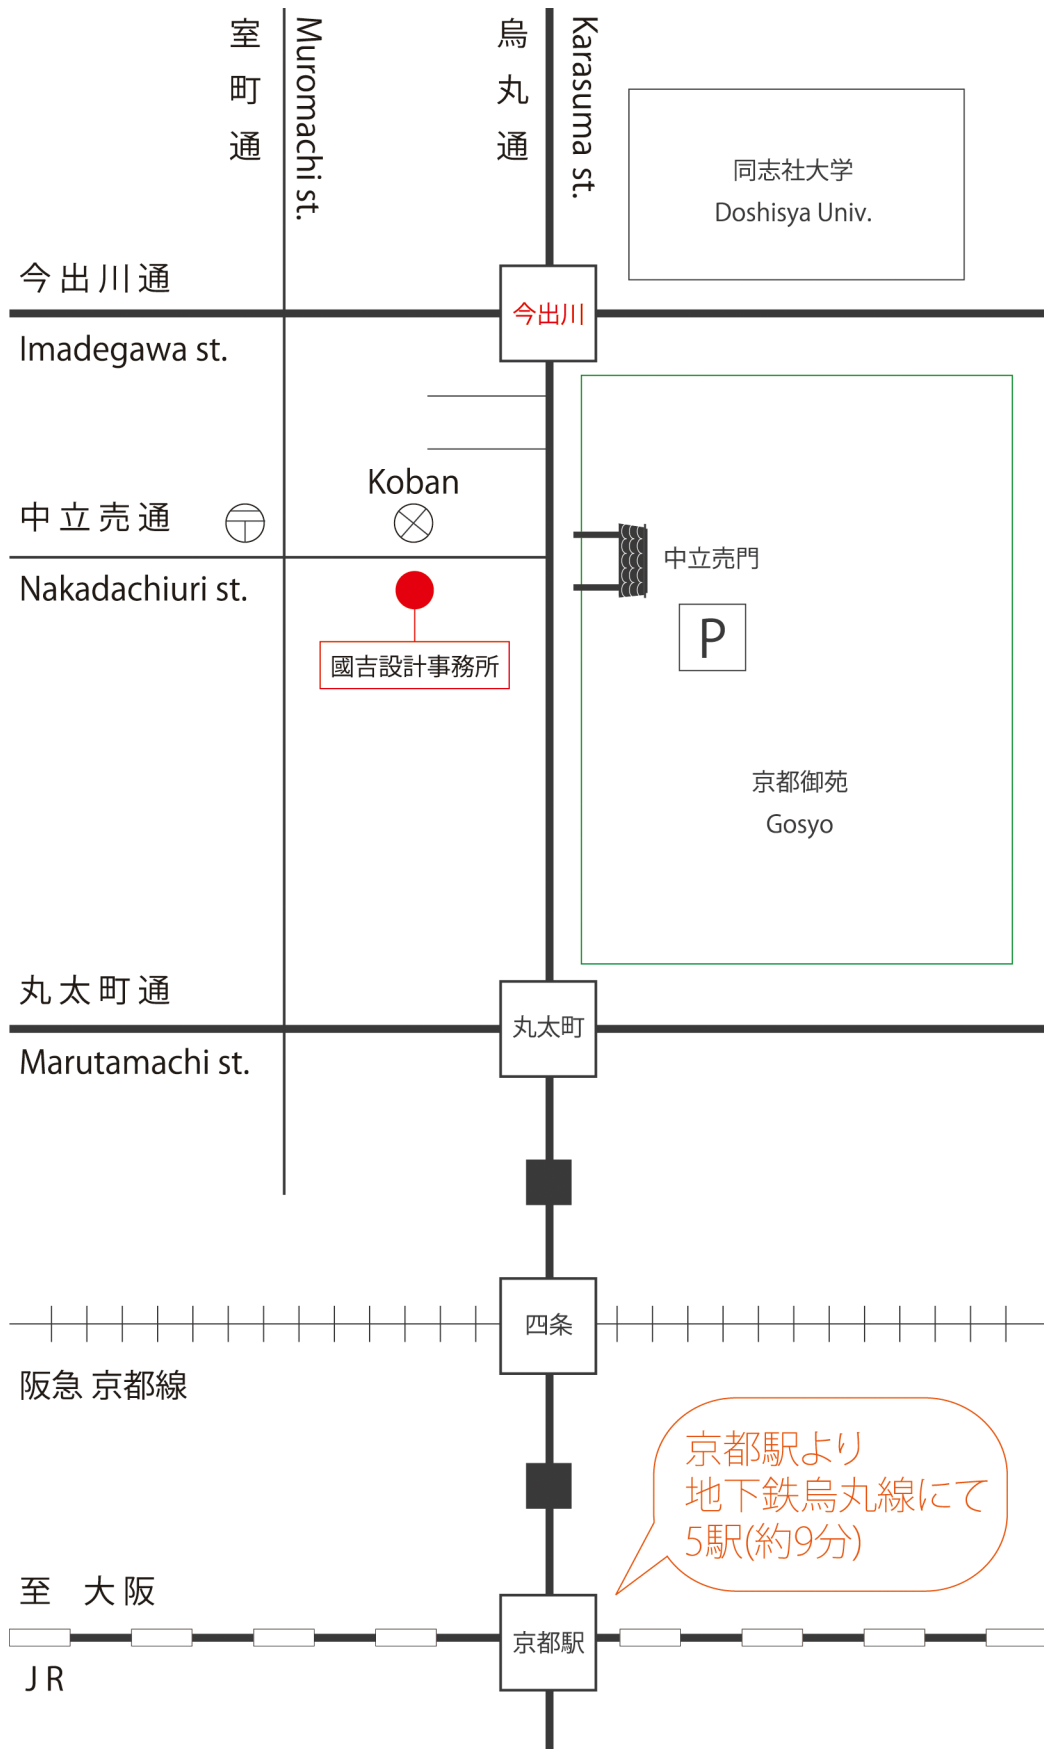 室町通
Muromachi st.
烏丸通
Karasuma st.
同志社大学
Doshisya Univ.
今出川通
今出川
Imadegawa st.
Koban
中立売通
中立売門
Nakadachiuri st.
P
國吉設計事務所
京都御苑
Gosyo
丸太町通
丸太町
Marutamachi st.
四条
阪急 京都線
京都駅より
地下鉄烏丸線にて
5駅(約9分)
至 大阪
京都駅
JR